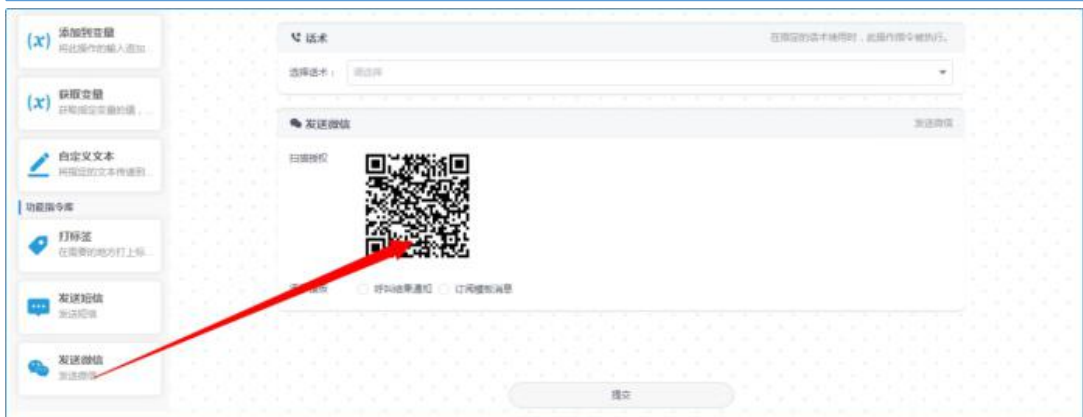 添加到变量
将此操作的输入添加...
获取变量
获取指定变量的值，...
自定义文本
将指定的文本传递到...
功能指令库
打标签
在需要的地方打上标...
发送短信
发送短信
发送微信
发送微信
话术
在指定的话术使用时，此操作指令被执行。
选择话术：
请选择
发送微信
发送微信
扫描授权
呼叫结果通知
订阅模板消息
提交